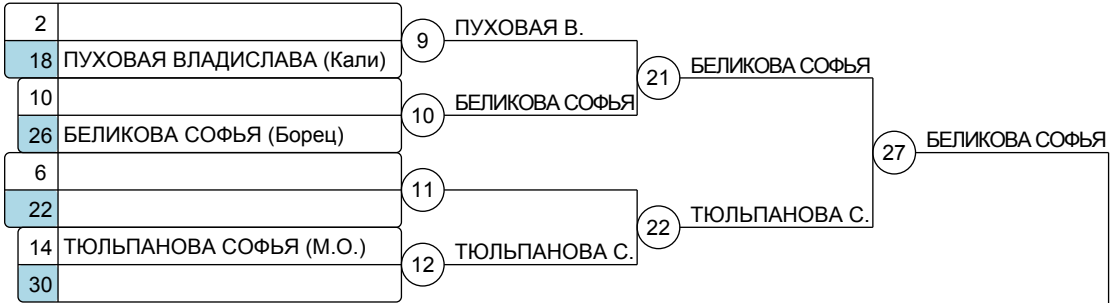 2
18 ПУХОВАЯ ВЛАДИСЛАВА (Кали)
9 ПУХОВАЯ В.
21 БЕЛИКОВА СОФЬЯ
10
26 БЕЛИКОВА СОФЬЯ (Борец)
10 БЕЛИКОВА СОФЬЯ
27 БЕЛИКОВА СОФЬЯ
6
22
11
22 ТЮЛЬПАНОВА С.
14 ТЮЛЬПАНОВА СОФЬЯ (М.О.)
30
12 ТЮЛЬПАНОВА С.